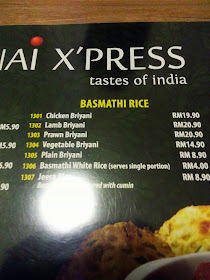 X'PRESS
tastes of india
BASMATHI RICE
1301 Chicken Briyani RM19.90
1302 Lamb Briyani RM20.90
1303 Prawn Briyani RM20.90
1304 Vegetable Briyani RM14.90
1305 Plain Briyani RM 8.90
1306 Basmathi White Rice (serves single portion) RM4.00
1307 RM 8.90
with cumin